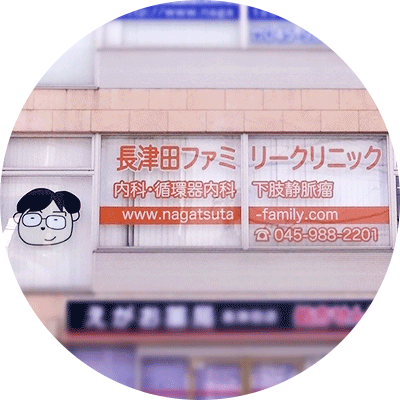 長津田ファミリークリニック
内科・循環器内科 下肢静脈瘤
www.nagatsuta-family.com
☎045-988-2201
えがお薬局